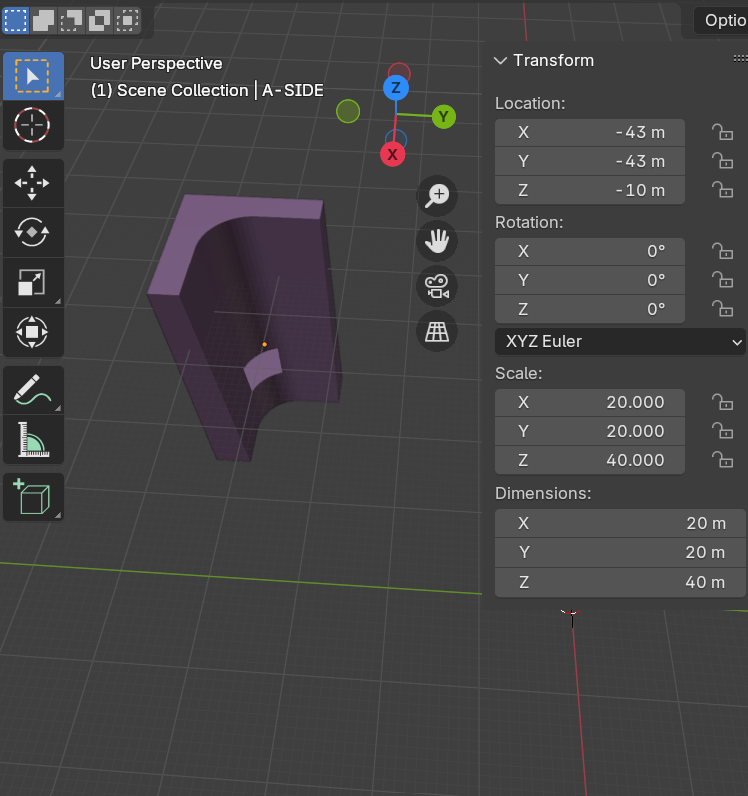 Optio
User Perspective
(1) Scene Collection | A-SIDE
Z
Y
X
Transform
Location:
X -43 m
Y -43 m
Z -10 m
Rotation:
X 0°
Y 0°
Z 0°
XYZ Euler
Scale:
X 20.000
Y 20.000
Z 40.000
Dimensions:
X 20 m
Y 20 m
Z 40 m